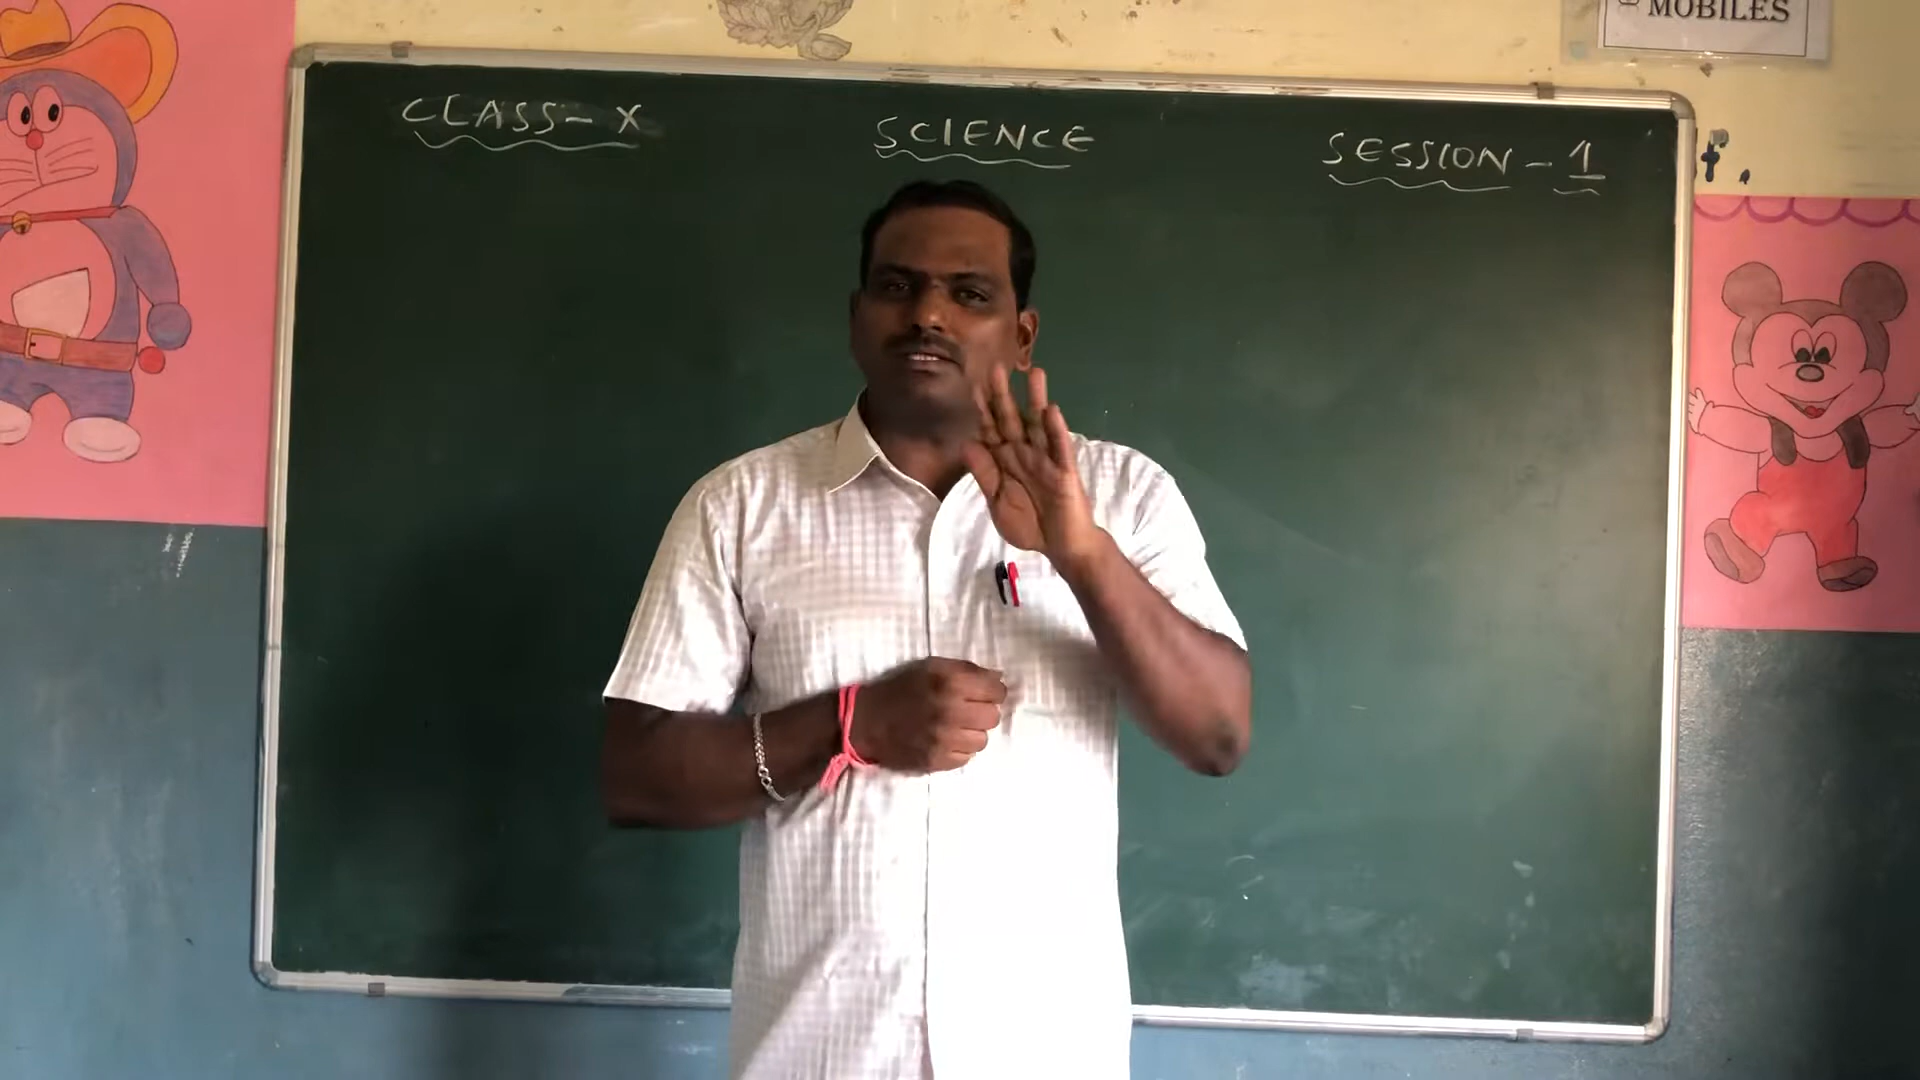 MOBILES
CLASS - X
SCIENCE
SESSION - 1